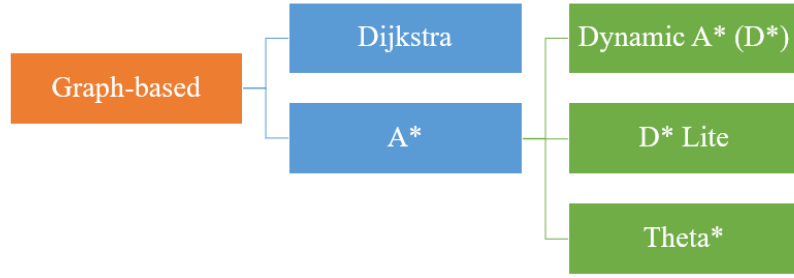 Graph-based
Dijkstra
A*
Dynamic A* (D*)
D* Lite
Theta*